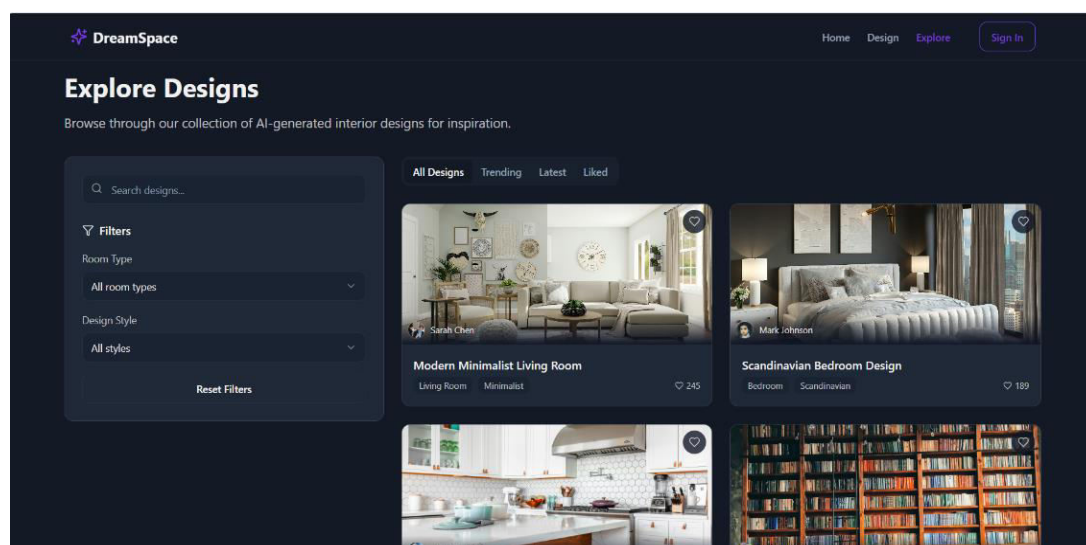 DreamSpace
Home Design Explore Sign In
Explore Designs
Browse through our collection of AI-generated interior designs for inspiration.
Search designs...
Filters
Room Type
All room types
Design Style
All styles
Reset Filters
All Designs Trending Latest Liked
Sarah Chen
Modern Minimalist Living Room
Living Room Minimalist 245
Mark Johnson
Scandinavian Bedroom Design
Bedroom Scandinavian 189